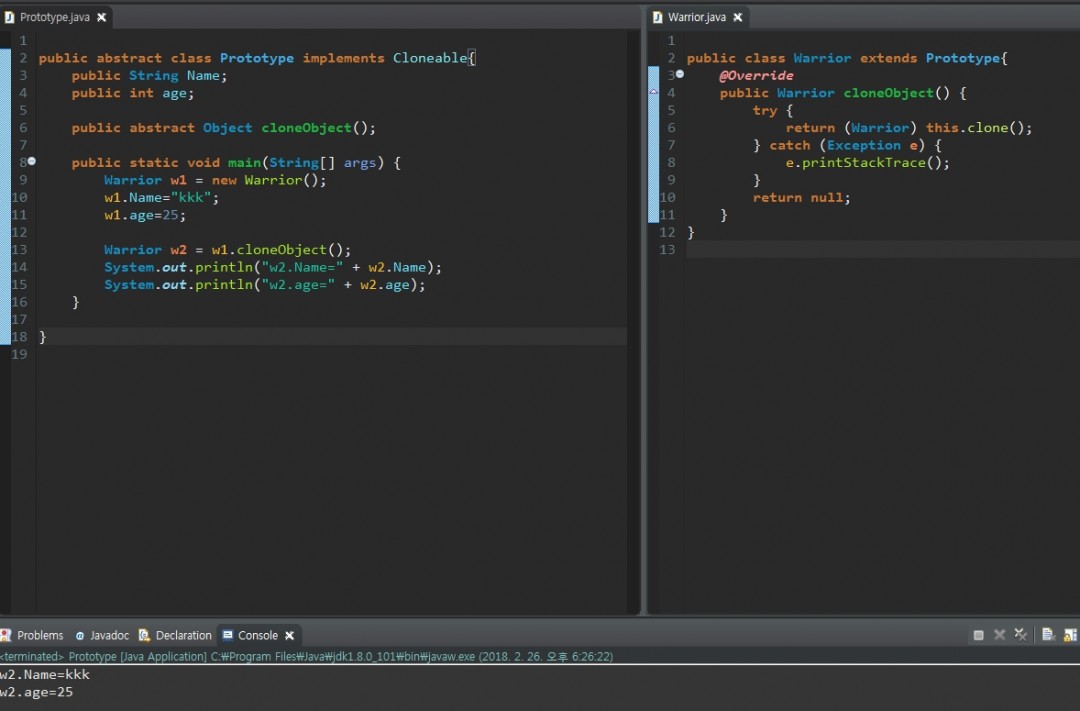 Prototype.java
Warrior.java
1
2 public abstract class Prototype implements Cloneable{
3 public String Name;
4 public int age;
5
6 public abstract Object cloneObject();
7
8 public static void main(String[] args) {
9 Warrior w1 = new Warrior();
10 w1.Name="kkk";
11 w1.age=25;
12
13 Warrior w2 = w1.cloneObject();
14 System.out.println("w2.Name=" + w2.Name);
15 System.out.println("w2.age=" + w2.age);
16 }
17
18 }
19
1
2 public class Warrior extends Prototype{
3 @Override
4 public Warrior cloneObject() {
5 try {
6 return (Warrior) this.clone();
7 } catch (Exception e) {
8 e.printStackTrace();
9 }
10 return null;
11 }
12 }
13
Problems @ Javadoc Declaration Console
<terminated> Prototype [Java Application] C:₩Program Files₩Java₩jdk1.8.0_101₩bin₩javaw.exe (2018. 2. 26. 오후 6:26:22)
w2.Name=kkk
w2.age=25